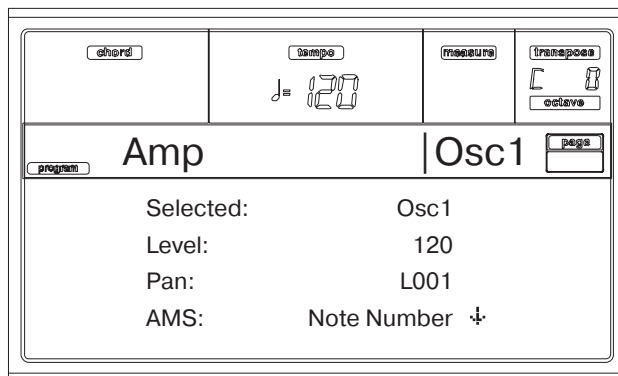 chord tempo measure transpose
♩= 120 C 0
octave
program Amp Osc1 page
Selected: Osc1
Level: 120
Pan: L001
AMS: Note Number